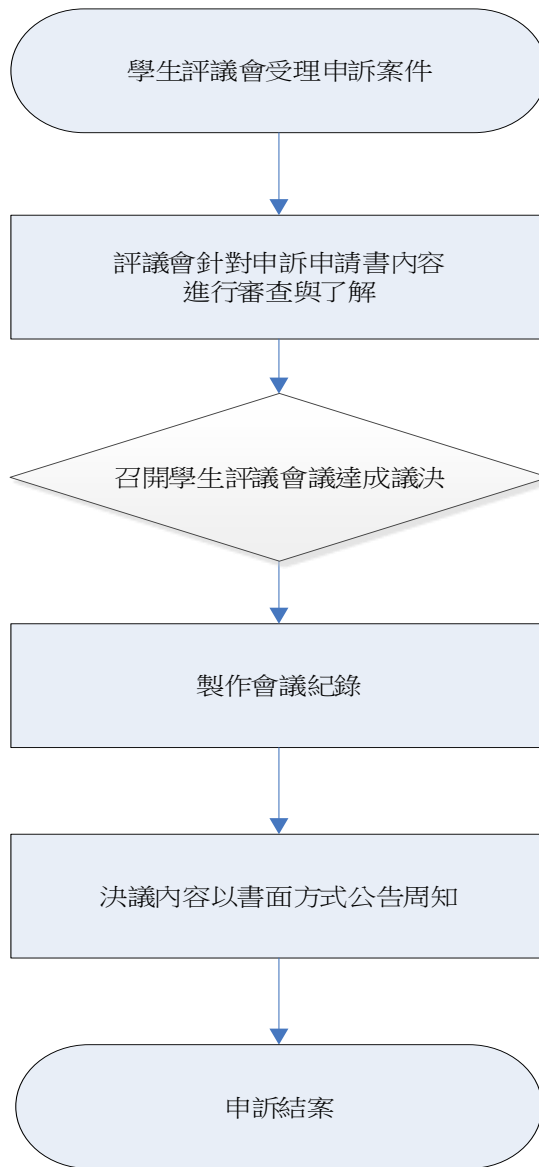 學生評議會受理申訴案件
評議會針對申訴申請書內容
進行審查與了解
召開學生評議會議達成議決
製作會議紀錄
決議內容以書面方式公告周知
申訴結案